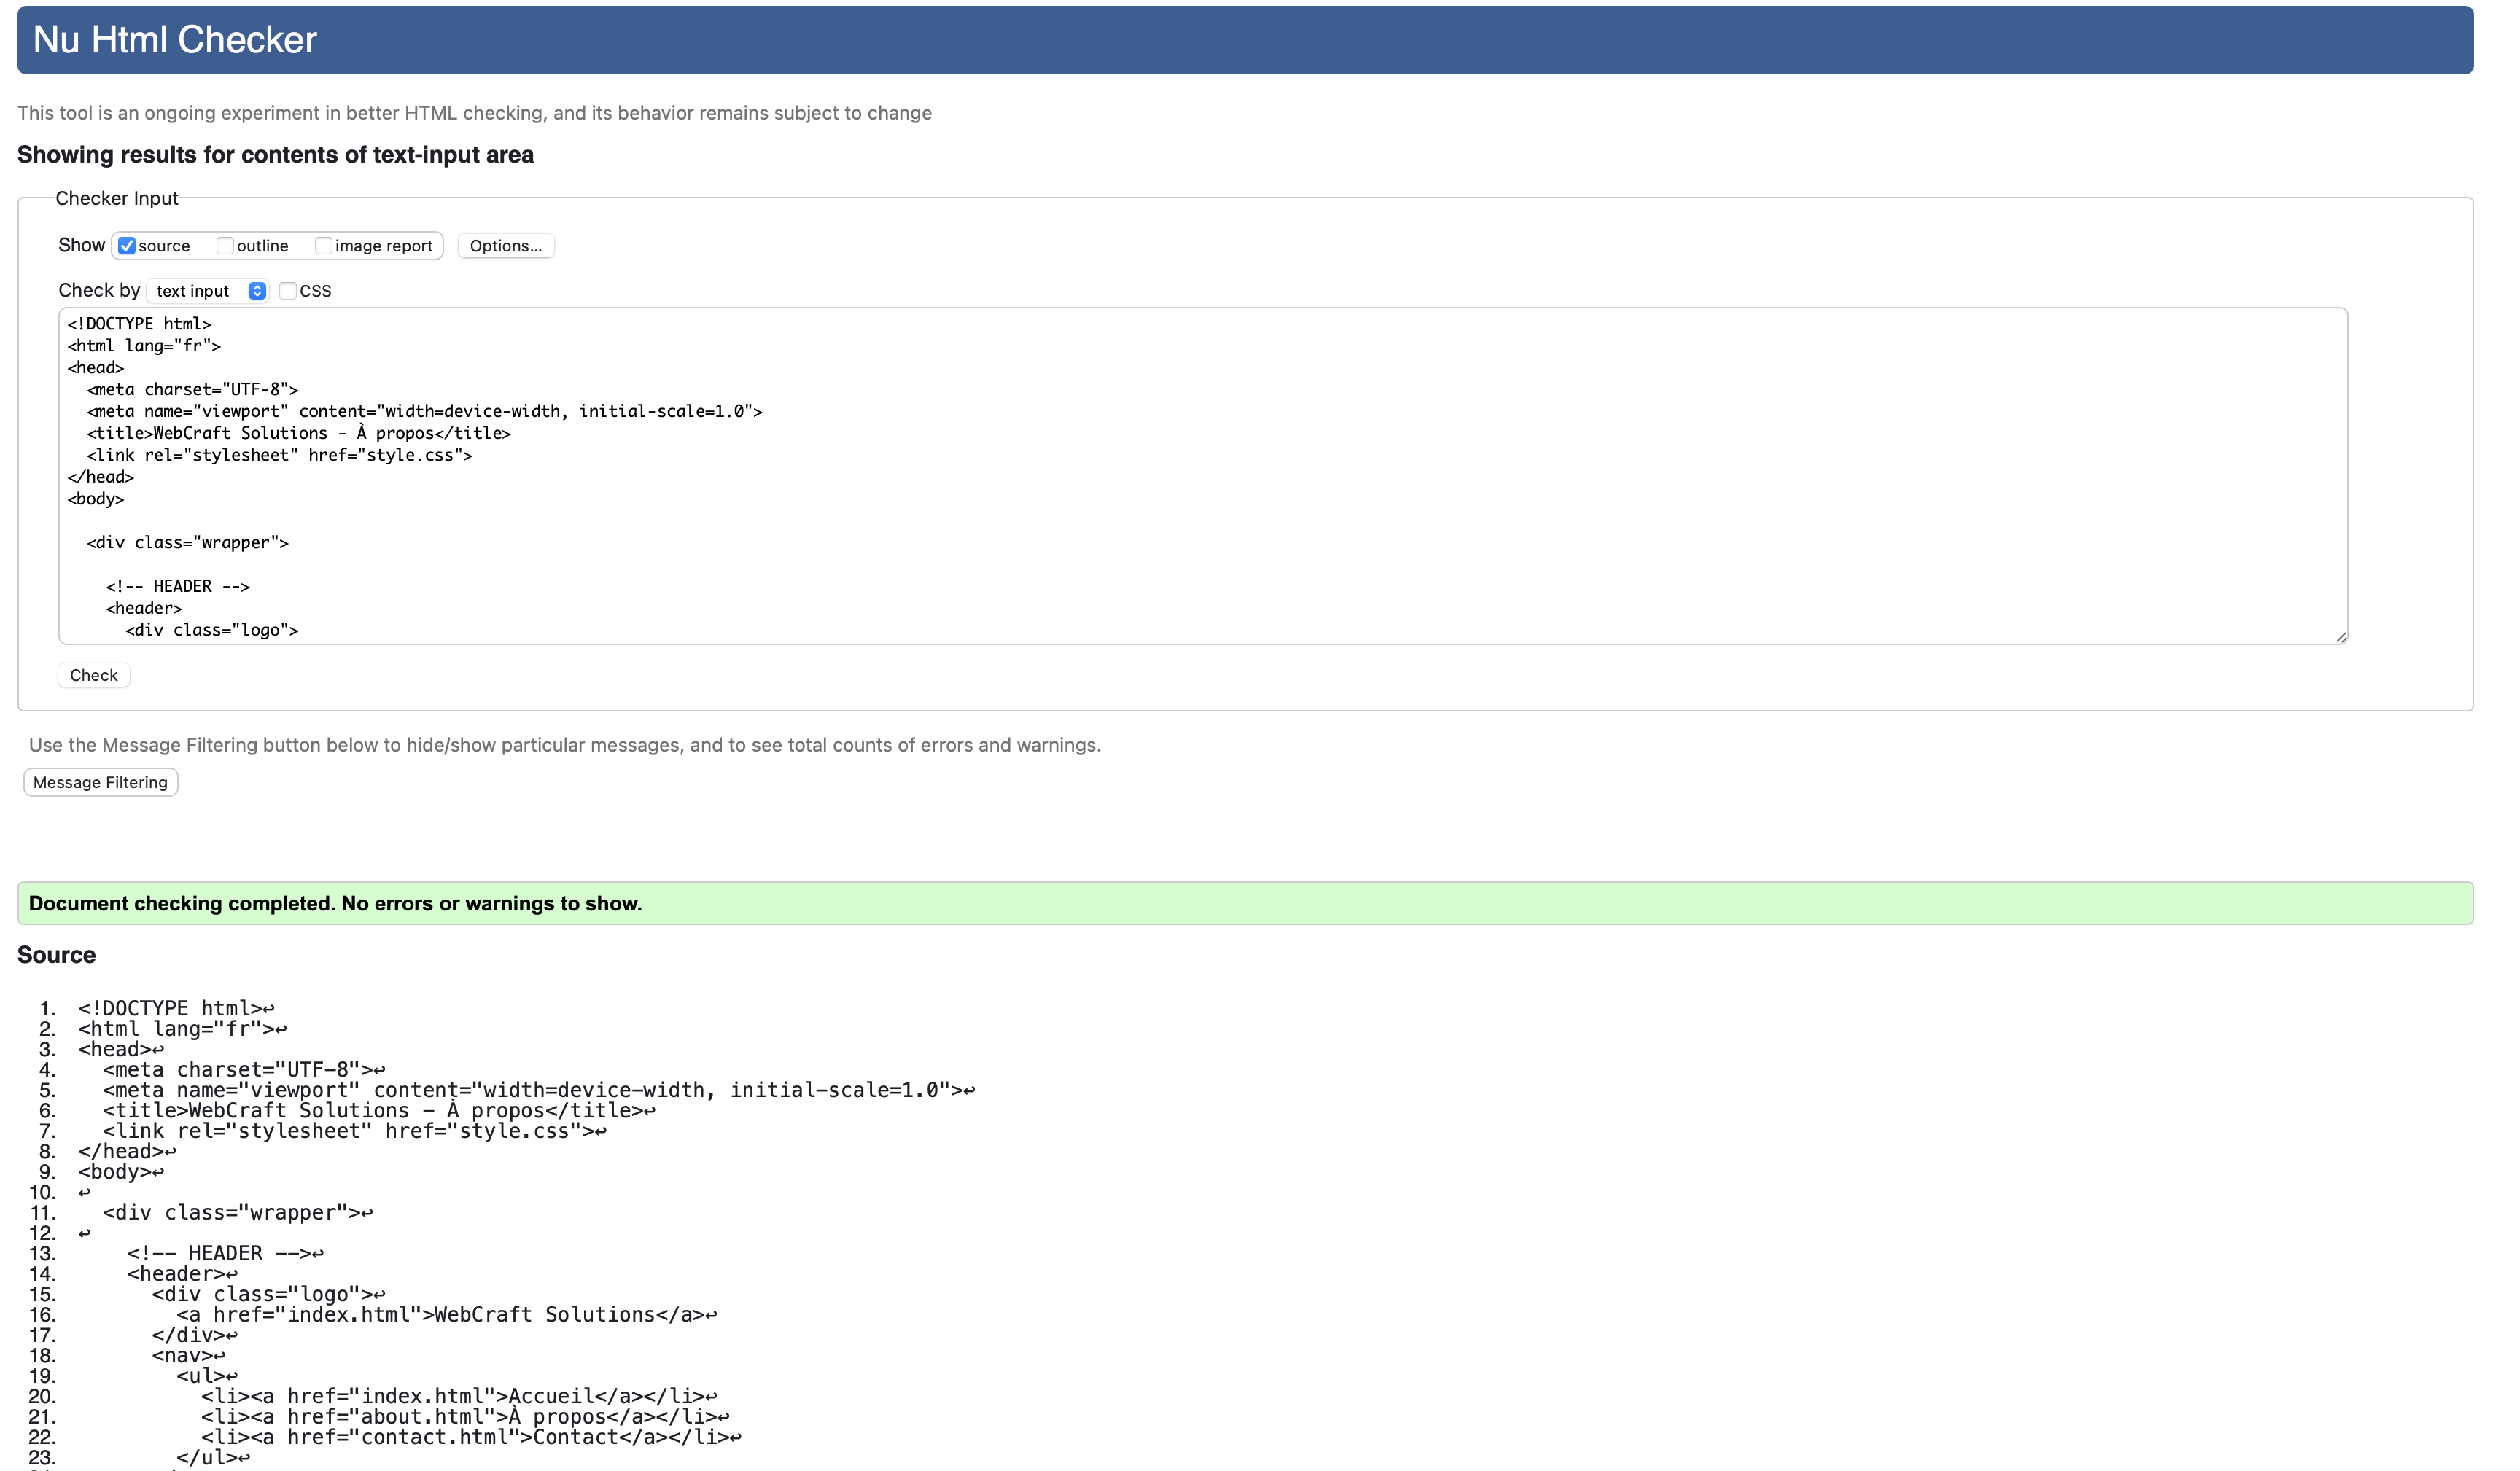 Nu Html Checker
This tool is an ongoing experiment in better HTML checking, and its behavior remains subject to change
Showing results for contents of text-input area
Checker Input
Show source outline image report Options...
Check by text input CSS
<!DOCTYPE html>
<html lang="fr">
<head>
  <meta charset="UTF-8">
  <meta name="viewport" content="width=device-width, initial-scale=1.0">
  <title>WebCraft Solutions - À propos</title>
  <link rel="stylesheet" href="style.css">
</head>
<body>
  <div class="wrapper">
    <!-- HEADER -->
    <header>
      <div class="logo">
Check
Use the Message Filtering button below to hide/show particular messages, and to see total counts of errors and warnings.
Message Filtering
Document checking completed. No errors or warnings to show.
Source
1. <!DOCTYPE html>↩
2. <html lang="fr">↩
3. <head>↩
4.   <meta charset="UTF-8">↩
5.   <meta name="viewport" content="width=device-width, initial-scale=1.0">↩
6.   <title>WebCraft Solutions - À propos</title>↩
7.   <link rel="stylesheet" href="style.css">↩
8. </head>↩
9. <body>↩
10. ↩
11.   <div class="wrapper">↩
12. ↩
13.     <!-- HEADER -->↩
14.     <header>↩
15.       <div class="logo">↩
16.         <a href="index.html">WebCraft Solutions</a>↩
17.       </div>↩
18.       <nav>↩
19.         <ul>↩
20.           <li><a href="index.html">Accueil</a></li>↩
21.           <li><a href="about.html">À propos</a></li>↩
22.           <li><a href="contact.html">Contact</a></li>↩
23.         </ul>↩